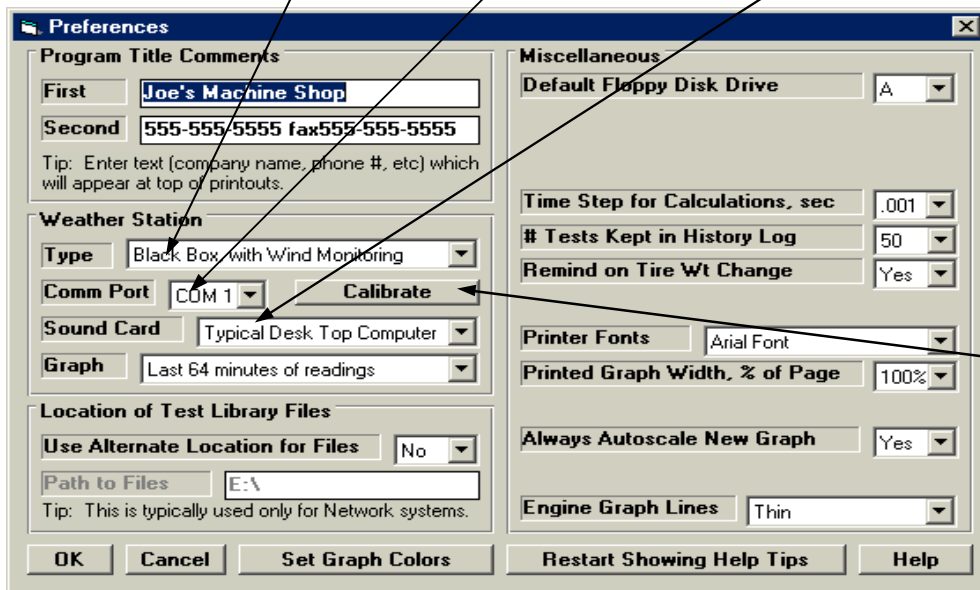 Preferences
Program Title Comments
First Joe's Machine Shop
Second 555-555-5555 fax555-555-5555
Tip: Enter text (company name, phone #, etc) which
will appear at top of printouts.
Weather Station
Type Black Box, with Wind Monitoring
Comm Port COM 1 Calibrate
Sound Card Typical Desk Top Computer
Graph Last 64 minutes of readings
Location of Test Library Files
Use Alternate Location for Files No
Path to Files E:\
Tip: This is typically used only for Network systems.
Miscellaneous
Default Floppy Disk Drive A
Time Step for Calculations, sec .001
# Tests Kept in History Log 50
Remind on Tire Wt Change Yes
Printer Fonts Arial Font
Printed Graph Width, % of Page 100%
Always Autoscale New Graph Yes
Engine Graph Lines Thin
OK Cancel Set Graph Colors Restart Showing Help Tips Help